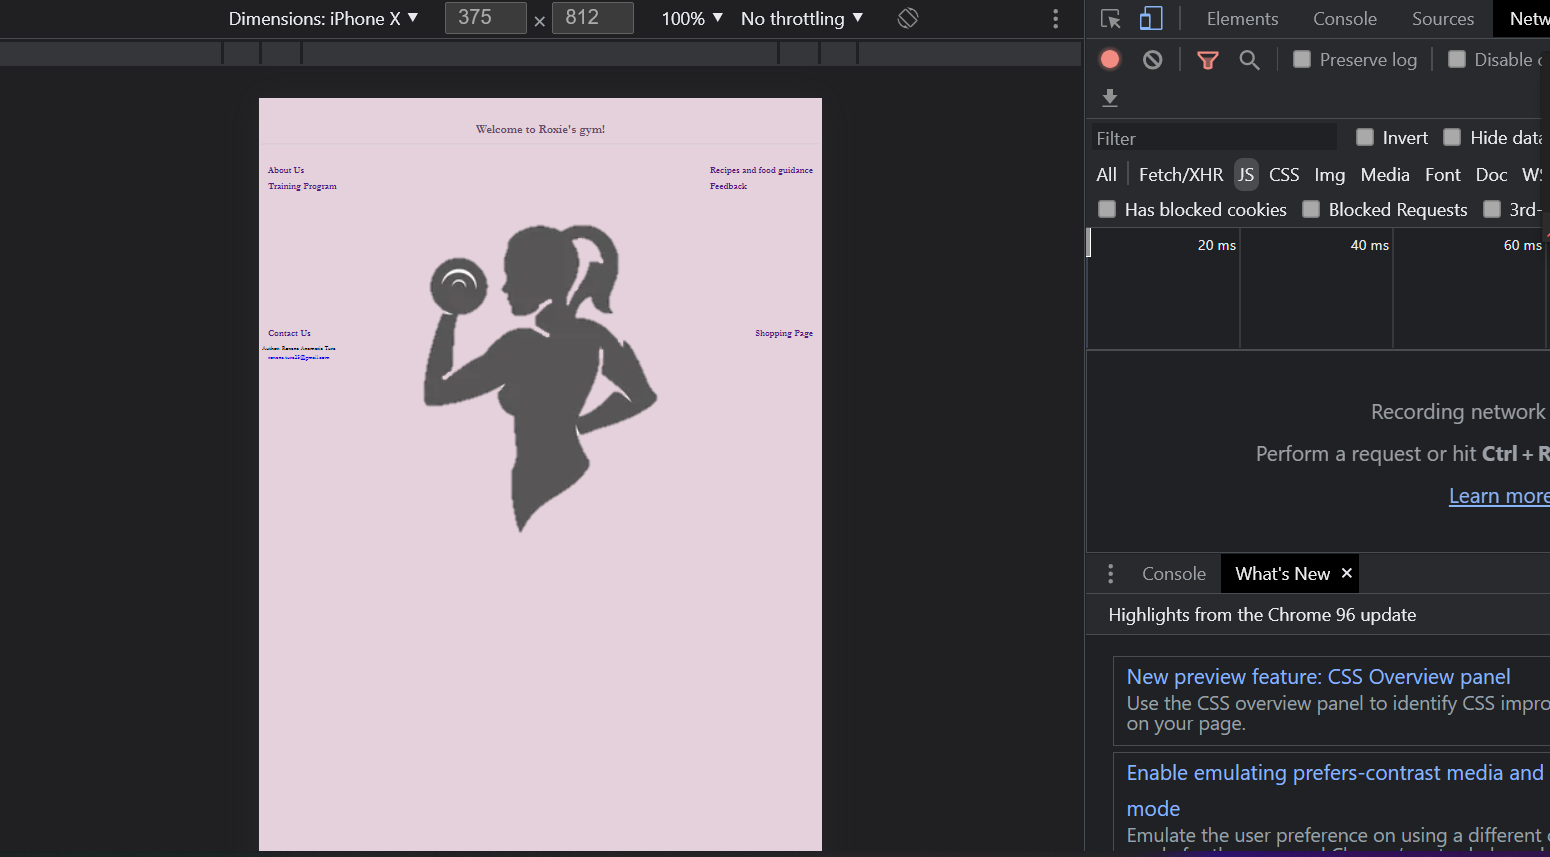 Dimensions: iPhone X ▼ 375 × 812 100% ▼ No throttling ▼
Elements Console Sources Netw
Preserve log Disable c
Filter Invert Hide data
All Fetch/XHR JS CSS Img Media Font Doc WS
Has blocked cookies Blocked Requests 3rd-
20 ms 40 ms 60 ms
Recording network
Perform a request or hit Ctrl + R
Learn more
Console What's New ×
Highlights from the Chrome 96 update
New preview feature: CSS Overview panel
Use the CSS overview panel to identify CSS impro
on your page.
Enable emulating prefers-contrast media and
mode
Emulate the user preference on using a different c
Welcome to Roxie's gym!
About Us
Training Program
Recipes and food guidance
Feedback
Contact Us
Shopping Page